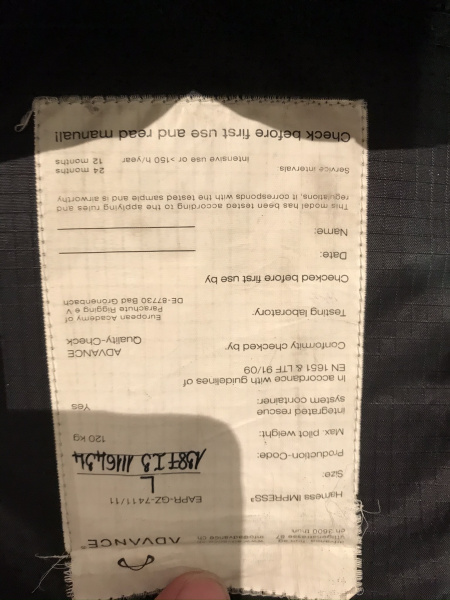 ADVANCE
ch 3600 thun
Harness IMPRESS³ EAPR-GZ-7411/11
Size: L
Production-Code:
Max. pilot weight: 120 kg
integrated rescue
system container: Yes
In accordance with guidelines of
EN 1651 & LTF 91/09
Conformity checked by: ADVANCE
Quality-Check
Testing laboratory: European Academy of
Parachute Rigging e V
DE-87730 Bad Grönenbach
Checked before first use by
Date:
Name:
This model has been tested according to the applying rules and
regulations, it corresponds with the tested sample and is airworthy
Service intervals 24 months
intensive use or >150 h/year 12 months
Check before first use and read manual!